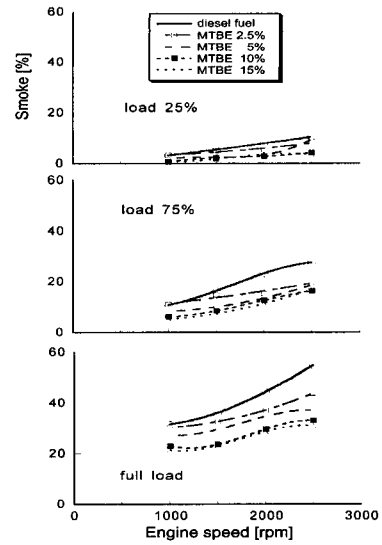 60
40
20
0
Smoke [%]
diesel fuel
MTBE 2.5%
MTBE 5%
MTBE 10%
MTBE 15%
load 25%
60
40
20
0
load 75%
60
40
20
0
full load
0 1000 2000 3000
Engine speed [rpm]